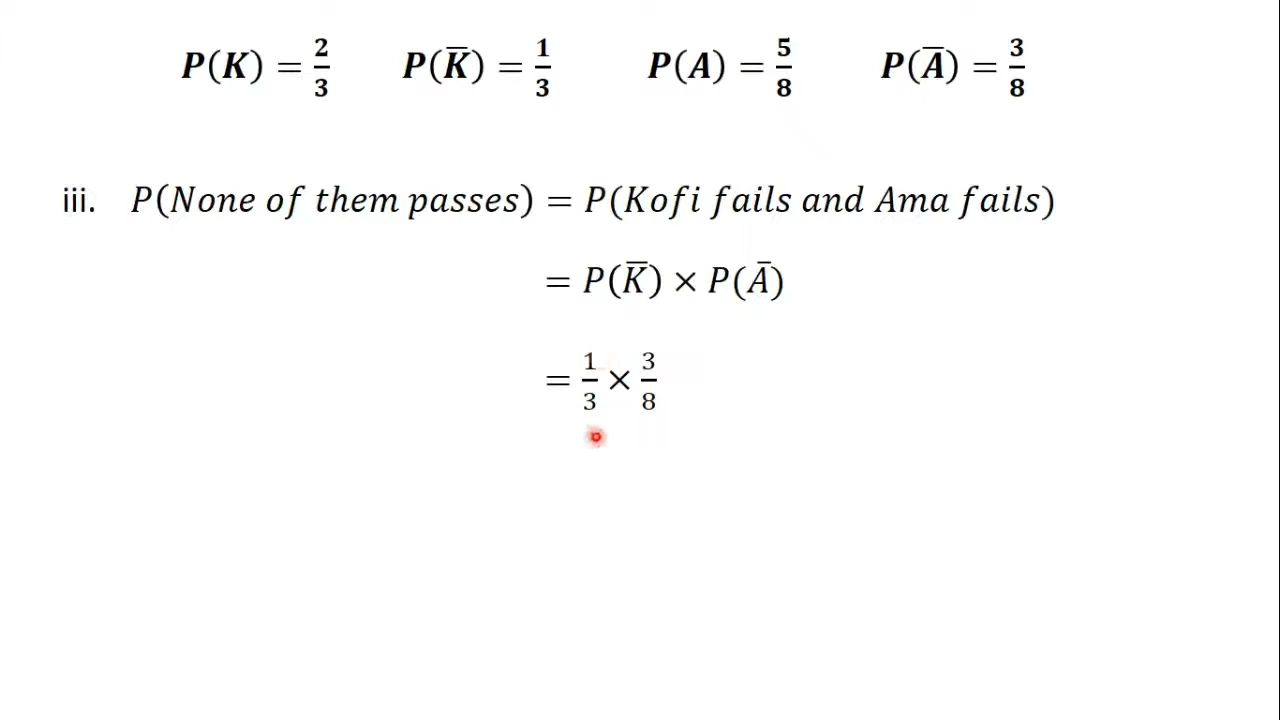 P(K) = 2/3 P(K̅) = 1/3 P(A) = 5/8 P(A̅) = 3/8
iii. P(None of them passes) = P(Kofi fails and Ama fails)
= P(K̅) × P(A̅)
= 1/3 × 3/8